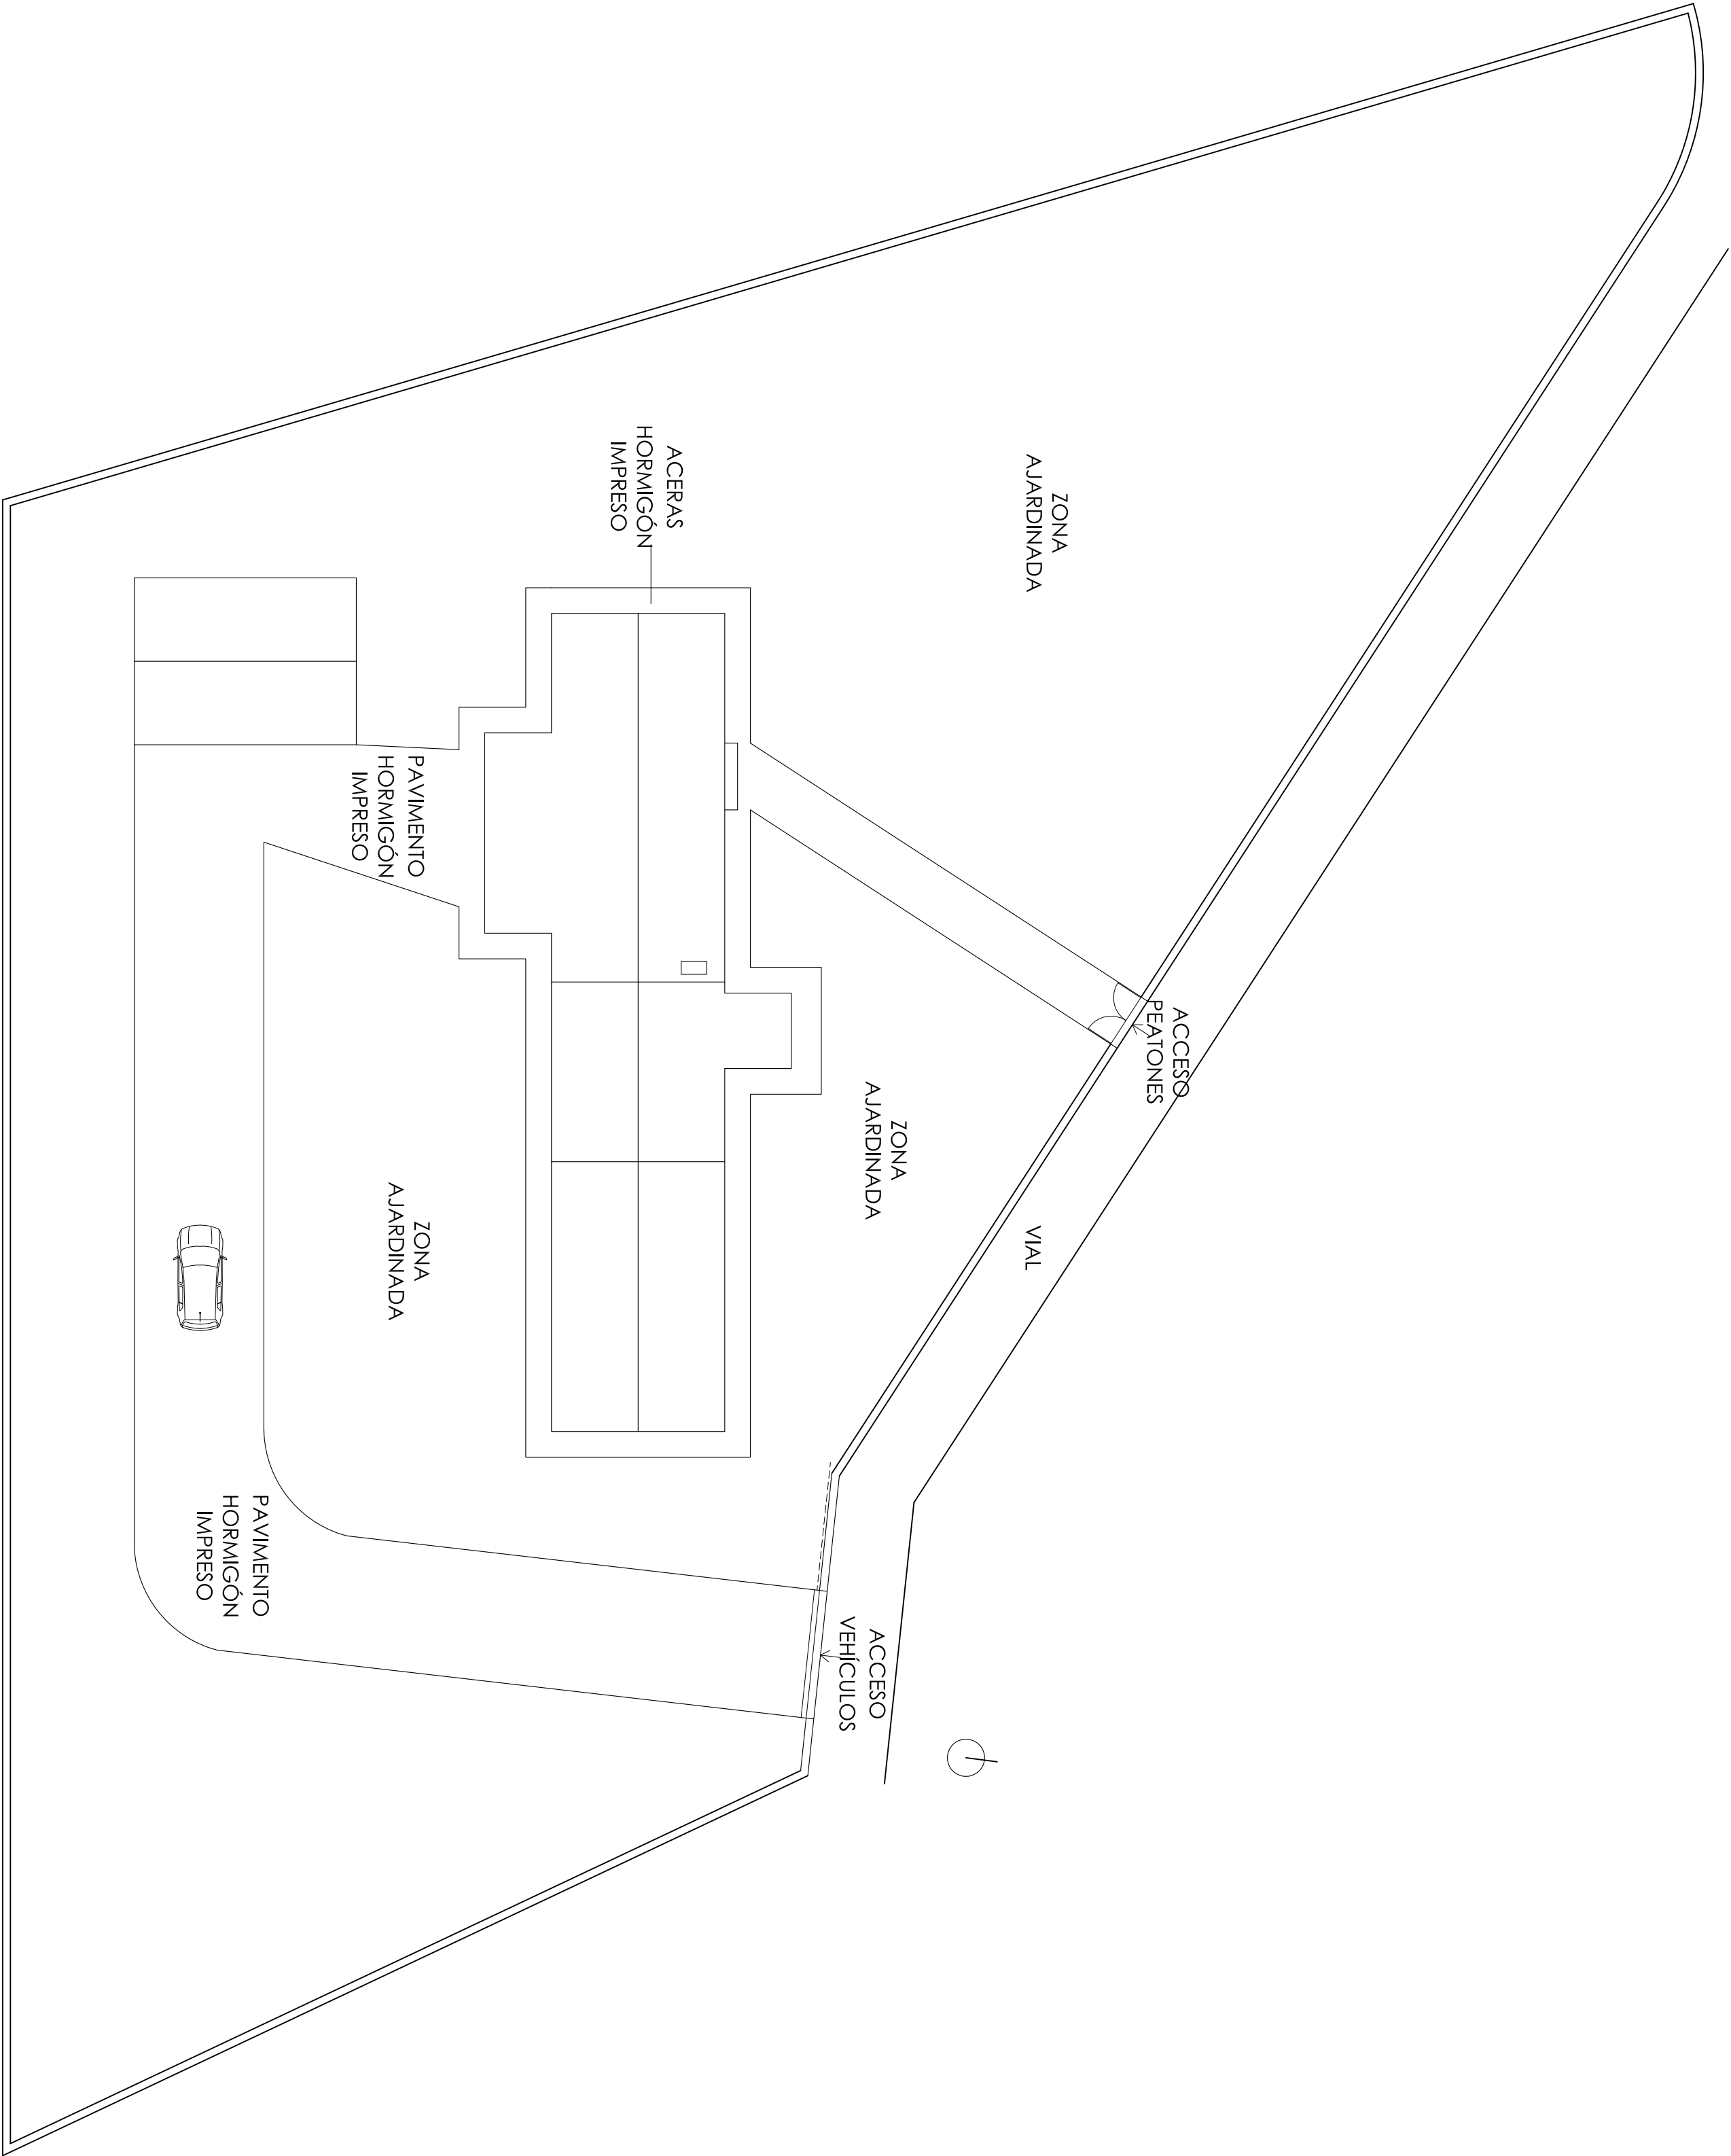 ACCESO
PEATONES
ZONA
AJARDINADA
VIAL
ZONA
AJARDINADA
ACCESO
VEHÍCULOS
ACERAS
HORMIGÓN
IMPRESO
PAVIMENTO
HORMIGÓN
IMPRESO
ZONA
AJARDINADA
PAVIMENTO
HORMIGÓN
IMPRESO